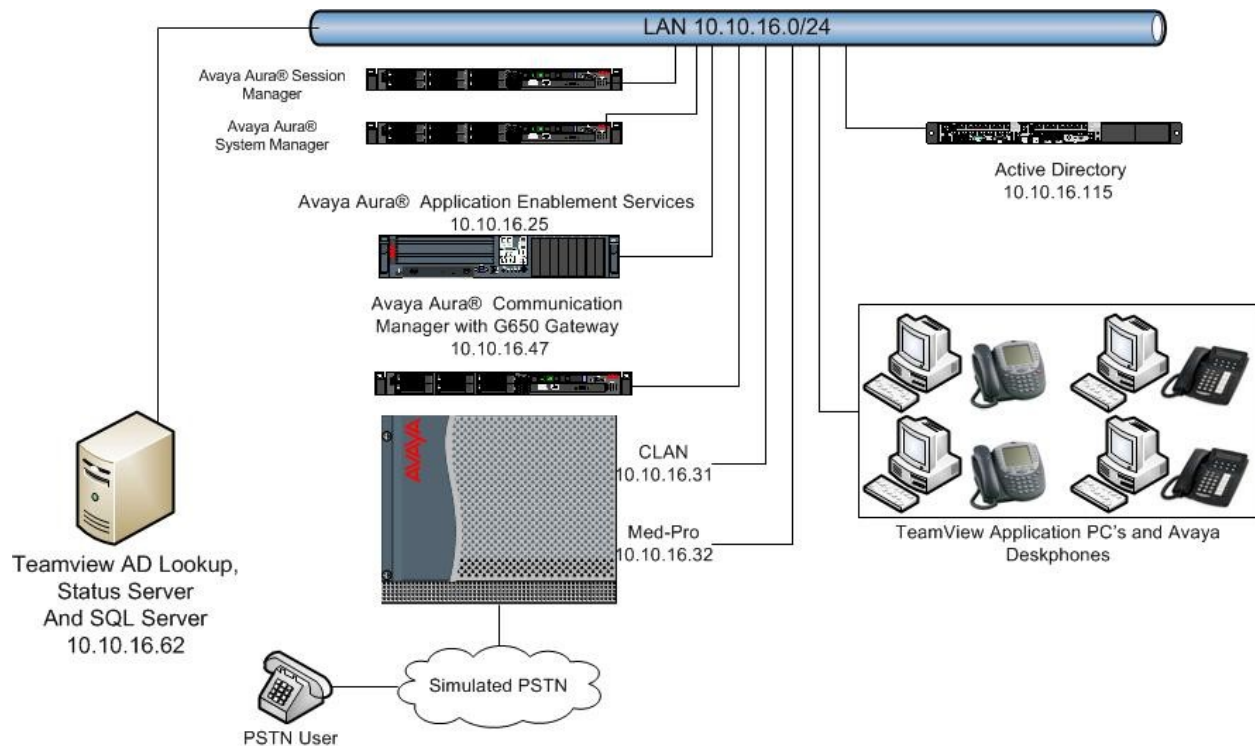 LAN 10.10.16.0/24
Avaya Aura® Session
Manager
Avaya Aura®
System Manager
Avaya Aura® Application Enablement Services
10.10.16.25
Avaya Aura® Communication
Manager with G650 Gateway
10.10.16.47
AVAYA
CLAN
10.10.16.31
Med-Pro
10.10.16.32
Active Directory
10.10.16.115
TeamView Application PC's and Avaya
Deskphones
Teamview AD Lookup,
Status Server
And SQL Server
10.10.16.62
Simulated PSTN
PSTN User